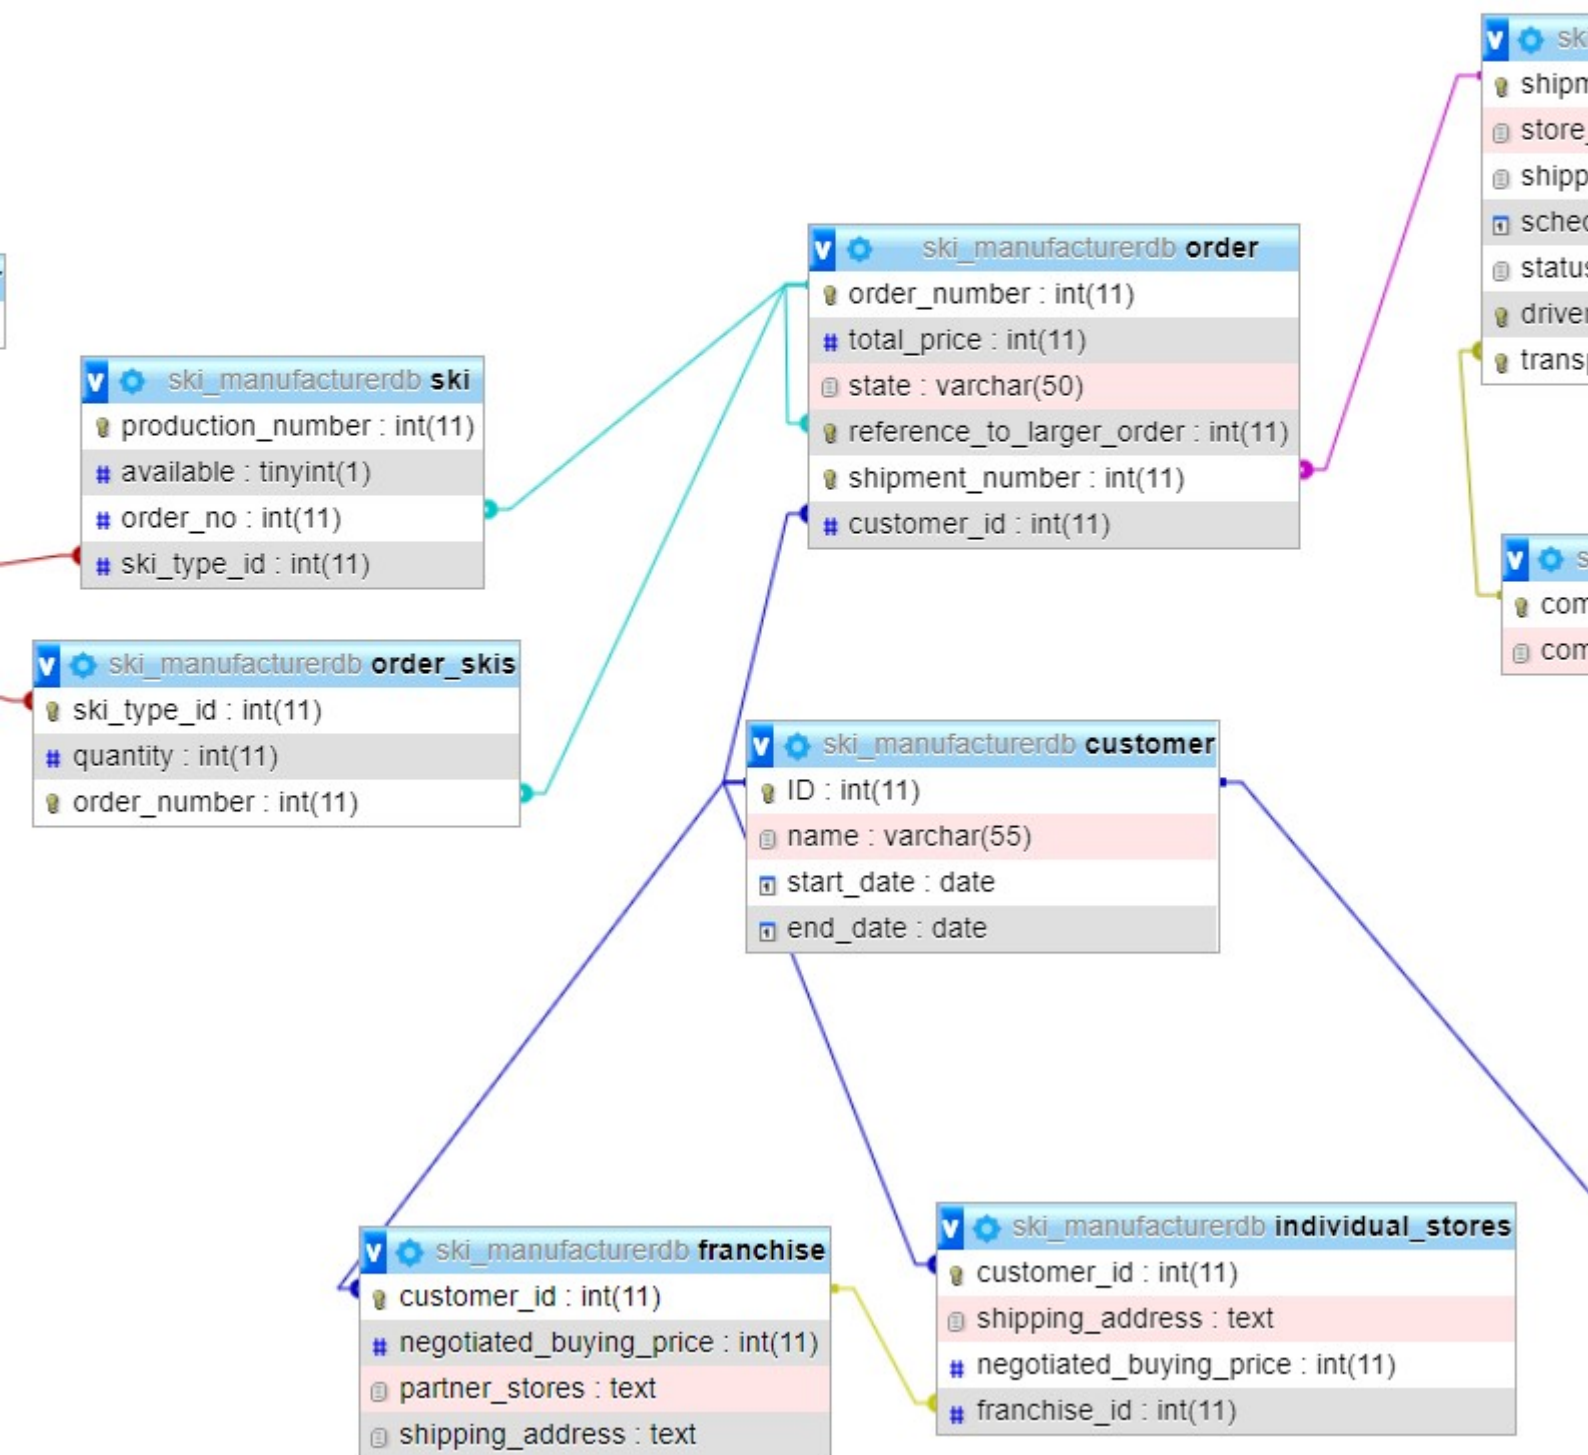 ski_manufacturerdb order
order_number : int(11)
total_price : int(11)
state : varchar(50)
reference_to_larger_order : int(11)
shipment_number : int(11)
customer_id : int(11)
ski_manufacturerdb ski
production_number : int(11)
available : tinyint(1)
order_no : int(11)
ski_type_id : int(11)
ski_manufacturerdb order_skis
ski_type_id : int(11)
quantity : int(11)
order_number : int(11)
ski_manufacturerdb customer
ID : int(11)
name : varchar(55)
start_date : date
end_date : date
ski_manufacturerdb franchise
customer_id : int(11)
negotiated_buying_price : int(11)
partner_stores : text
shipping_address : text
ski_manufacturerdb individual_stores
customer_id : int(11)
shipping_address : text
negotiated_buying_price : int(11)
franchise_id : int(11)